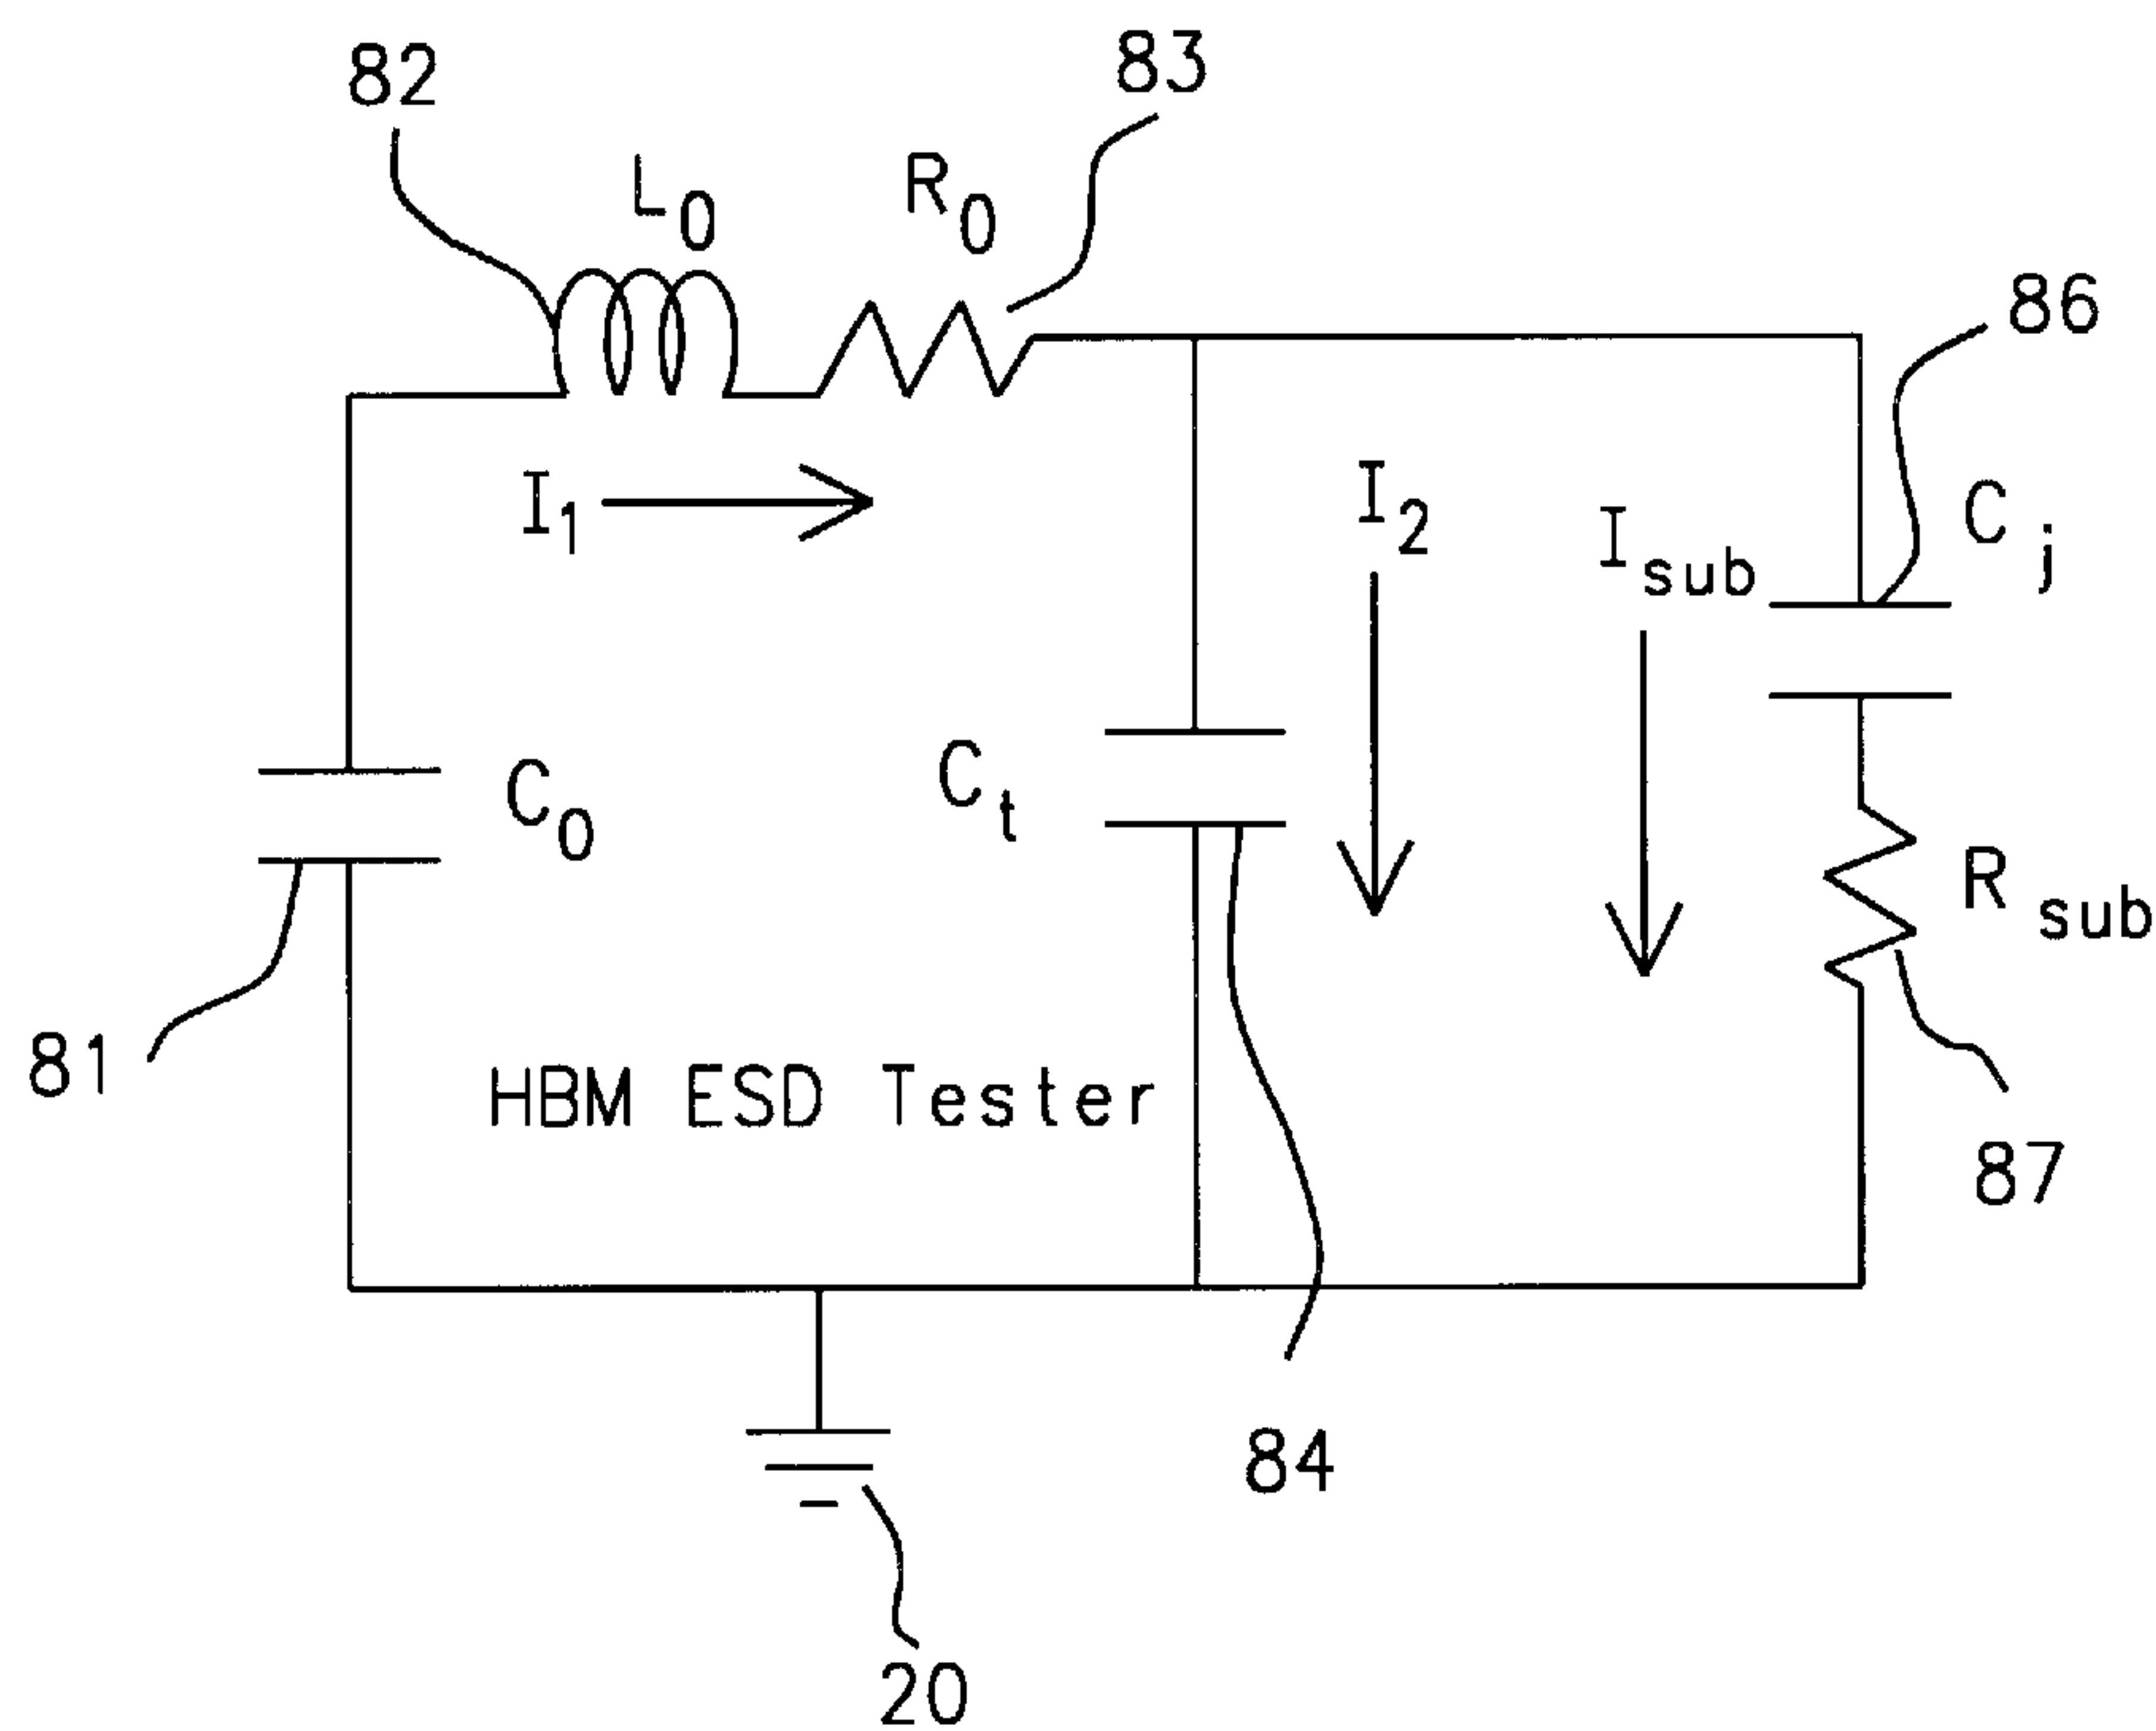 82
83
L0
R0
86
I1
I2
Isub
Cj
C0
Ct
Rsub
81
HBM ESD Tester
87
84
20